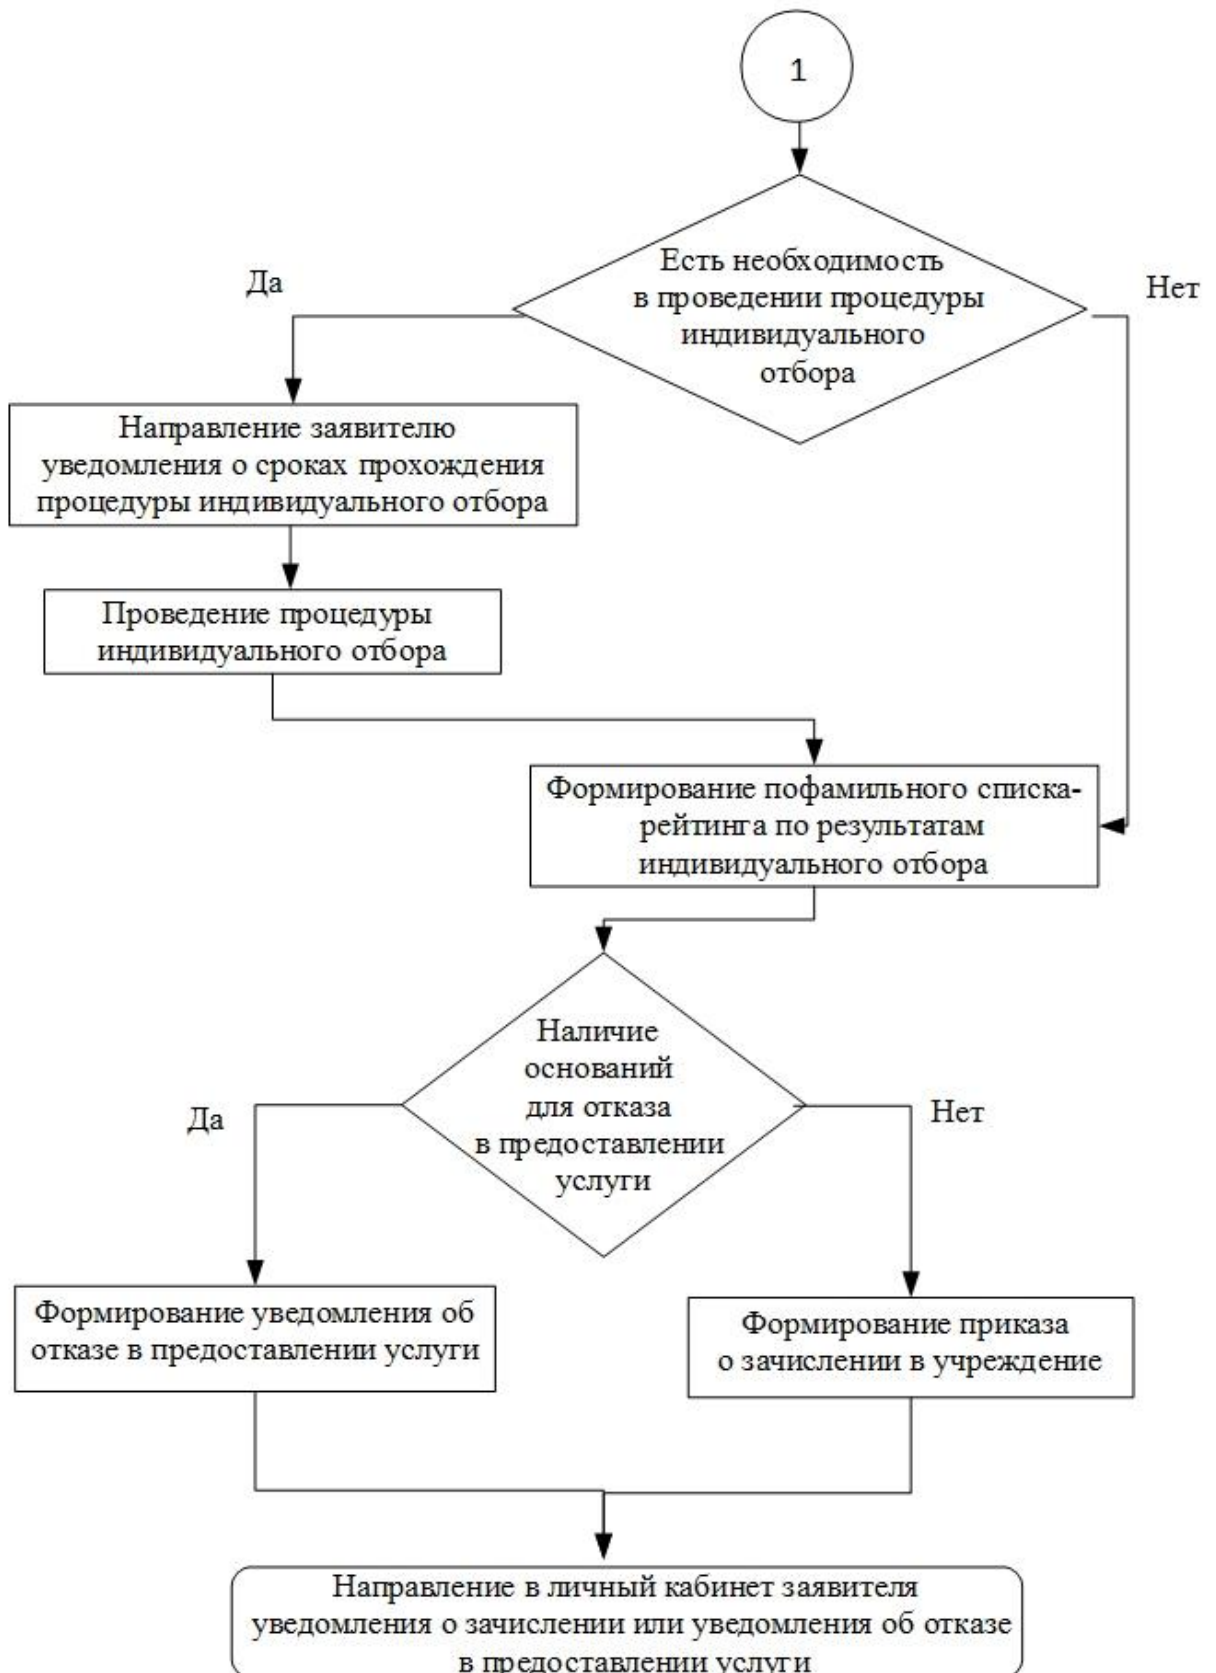 1
Есть необходимость
в проведении процедуры
индивидуального
отбора
Да
Нет
Направление заявителю
уведомления о сроках прохождения
процедуры индивидуального отбора
Проведение процедуры
индивидуального отбора
Формирование пофамильного списка-
рейтинга по результатам
индивидуального отбора
Наличие
оснований
для отказа
в предоставлении
услуги
Да
Нет
Формирование уведомления об
отказе в предоставлении услуги
Формирование приказа
о зачислении в учреждение
Направление в личный кабинет заявителя
уведомления о зачислении или уведомления об отказе
в предоставлении услуги